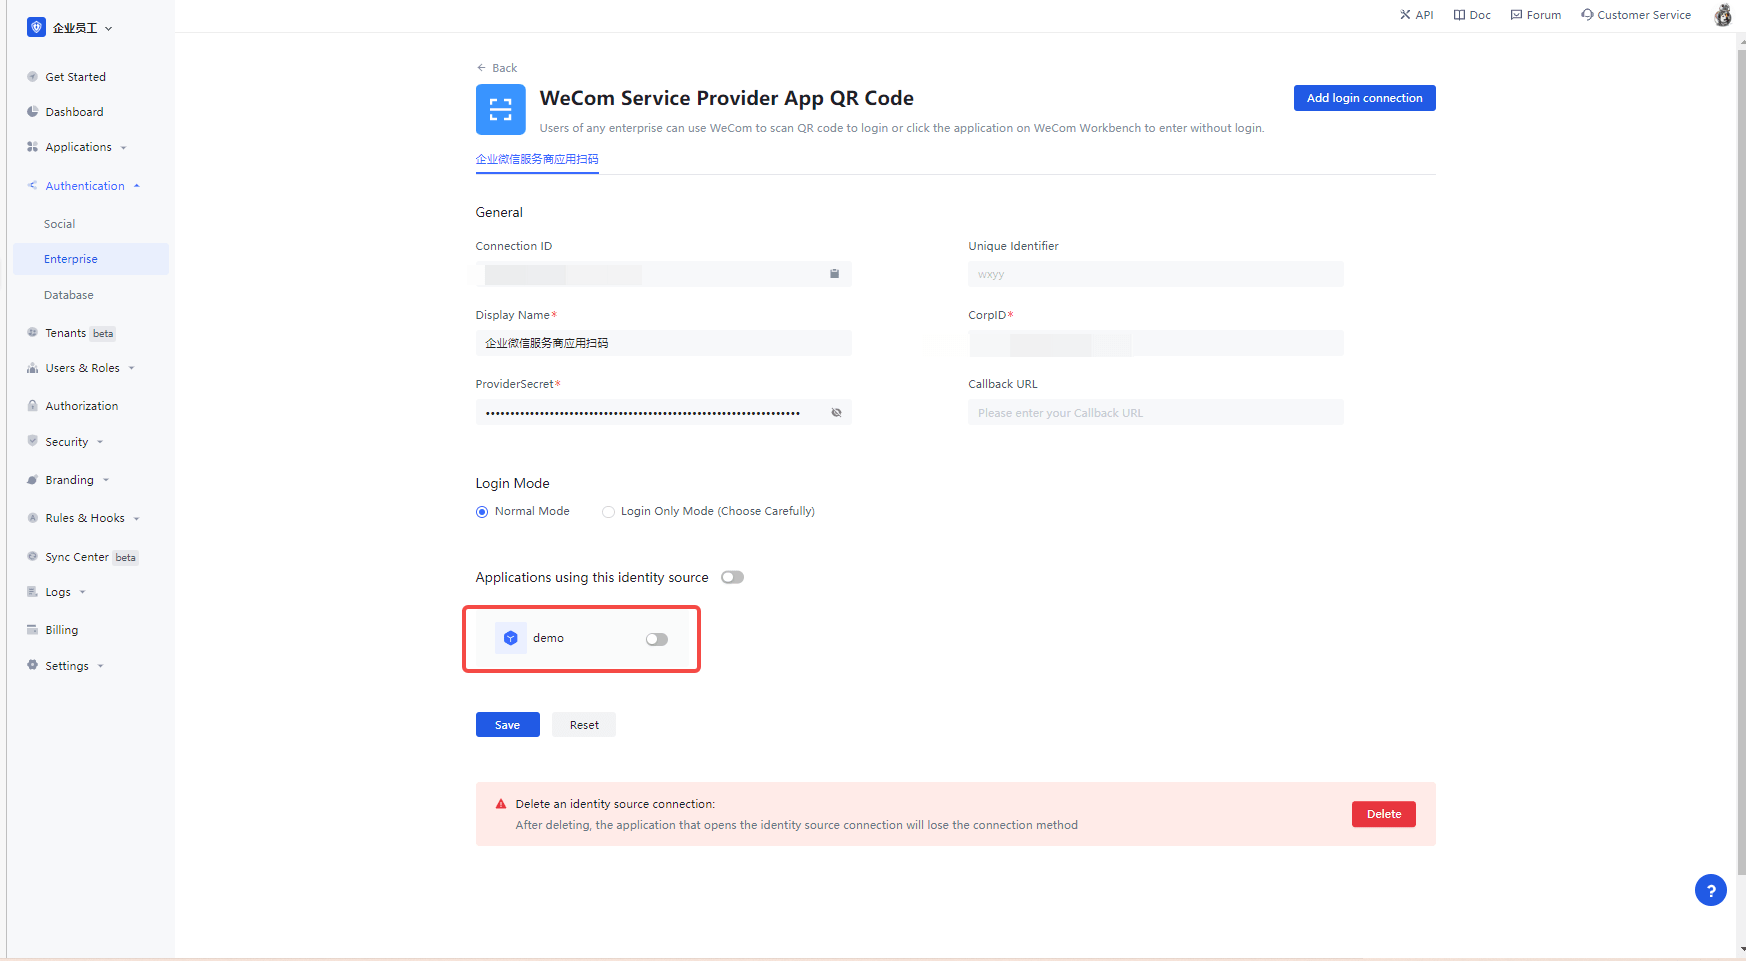 企业员工
API
Doc
Forum
Customer Service
Get Started
Dashboard
Applications
Authentication
Social
Enterprise
Database
Tenants beta
Users & Roles
Authorization
Security
Branding
Rules & Hooks
Sync Center beta
Logs
Billing
Settings
Back
WeCom Service Provider App QR Code
Add login connection
Users of any enterprise can use WeCom to scan QR code to login or click the application on WeCom Workbench to enter without login.
企业微信服务商应用扫码
General
Connection ID
Unique Identifier
wxyy
Display Name*
CorpID*
企业微信服务商应用扫码
ProviderSecret*
Callback URL
Please enter your Callback URL
Login Mode
Normal Mode
Login Only Mode (Choose Carefully)
Applications using this identity source
demo
Save
Reset
Delete an identity source connection:
After deleting, the application that opens the identity source connection will lose the connection method
Delete
?